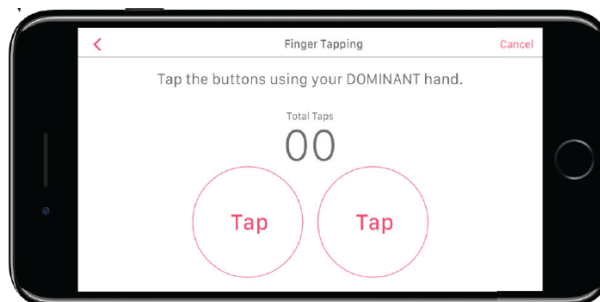 Finger Tapping Cancel
Tap the buttons using your DOMINANT hand.
Total Taps
00
Tap Tap